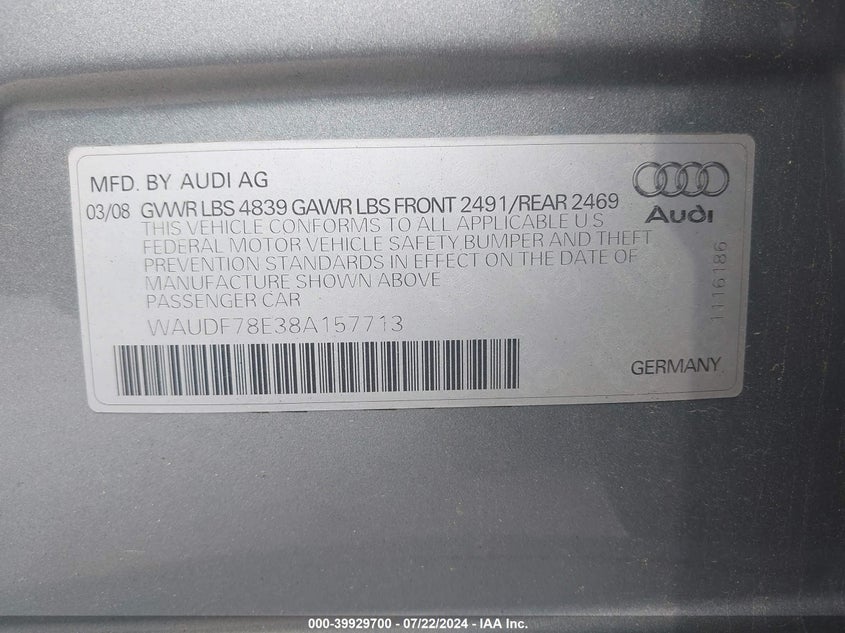 MFD. BY AUDI AG
03/08 GVWR LBS 4839 GAWR LBS FRONT 2491/REAR 2469
THIS VEHICLE CONFORMS TO ALL APPLICABLE U S
FEDERAL MOTOR VEHICLE SAFETY BUMPER AND THEFT
PREVENTION STANDARDS IN EFFECT ON THE DATE OF
MANUFACTURE SHOWN ABOVE
PASSENGER CAR
WAUDF78E38A157713
Audi
1116186
GERMANY
000-39929700 - 07/22/2024 - IAA Inc.